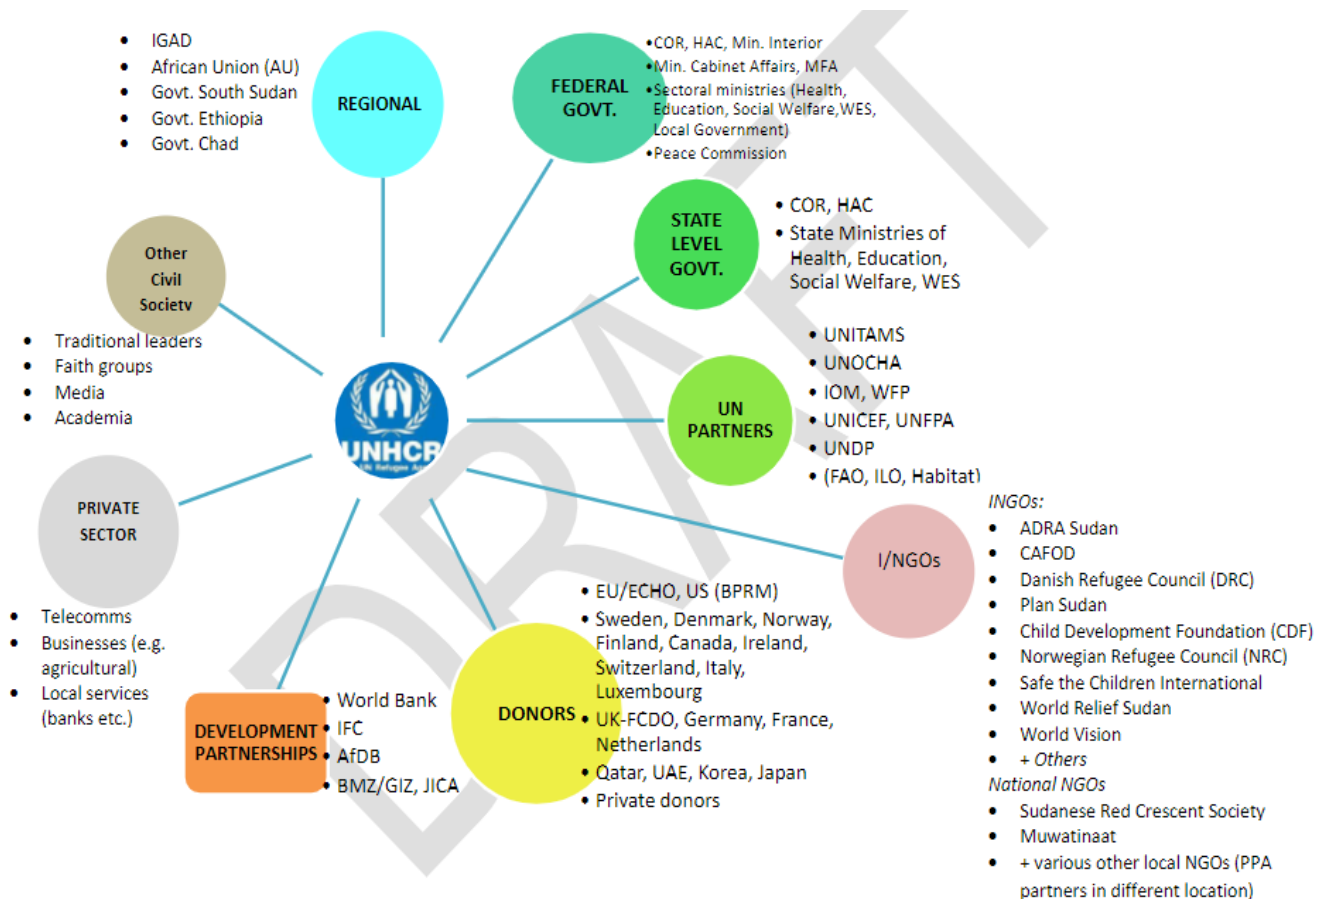 REGIONAL
• IGAD
• African Union (AU)
• Govt. South Sudan
• Govt. Ethiopia
• Govt. Chad
FEDERAL
GOVT.
•COR, HAC, Min. Interior
•Min. Cabinet Affairs, MFA
•Sectoral ministries (Health,
Education, Social Welfare,WES,
Local Government)
•Peace Commission
STATE
LEVEL
GOVT.
• COR, HAC
• State Ministries of
Health, Education,
Social Welfare, WES
UN
PARTNERS
• UNITAMS
• UNOCHA
• IOM, WFP
• UNICEF, UNFPA
• UNDP
• (FAO, ILO, Habitat)
I/NGOs
INGOs:
• ADRA Sudan
• CAFOD
• Danish Refugee Council (DRC)
• Plan Sudan
• Child Development Foundation (CDF)
• Norwegian Refugee Council (NRC)
• Safe the Children International
• World Relief Sudan
• World Vision
• + Others
National NGOs
• Sudanese Red Crescent Society
• Muwatinaat
• + various other local NGOs (PPA
partners in different location)
DONORS
• EU/ECHO, US (BPRM)
• Sweden, Denmark, Norway,
Finland, Canada, Ireland,
Switzerland, Italy,
Luxembourg
• UK-FCDO, Germany, France,
Netherlands
• Qatar, UAE, Korea, Japan
• Private donors
DEVELOPMENT
PARTNERSHIPS
• World Bank
• IFC
• AfDB
• BMZ/GIZ, JICA
PRIVATE
SECTOR
• Telecomms
• Businesses (e.g.
agricultural)
• Local services
(banks etc.)
Other
Civil
Society
• Traditional leaders
• Faith groups
• Media
• Academia
UNHCR
UN Refugee
DRAFT